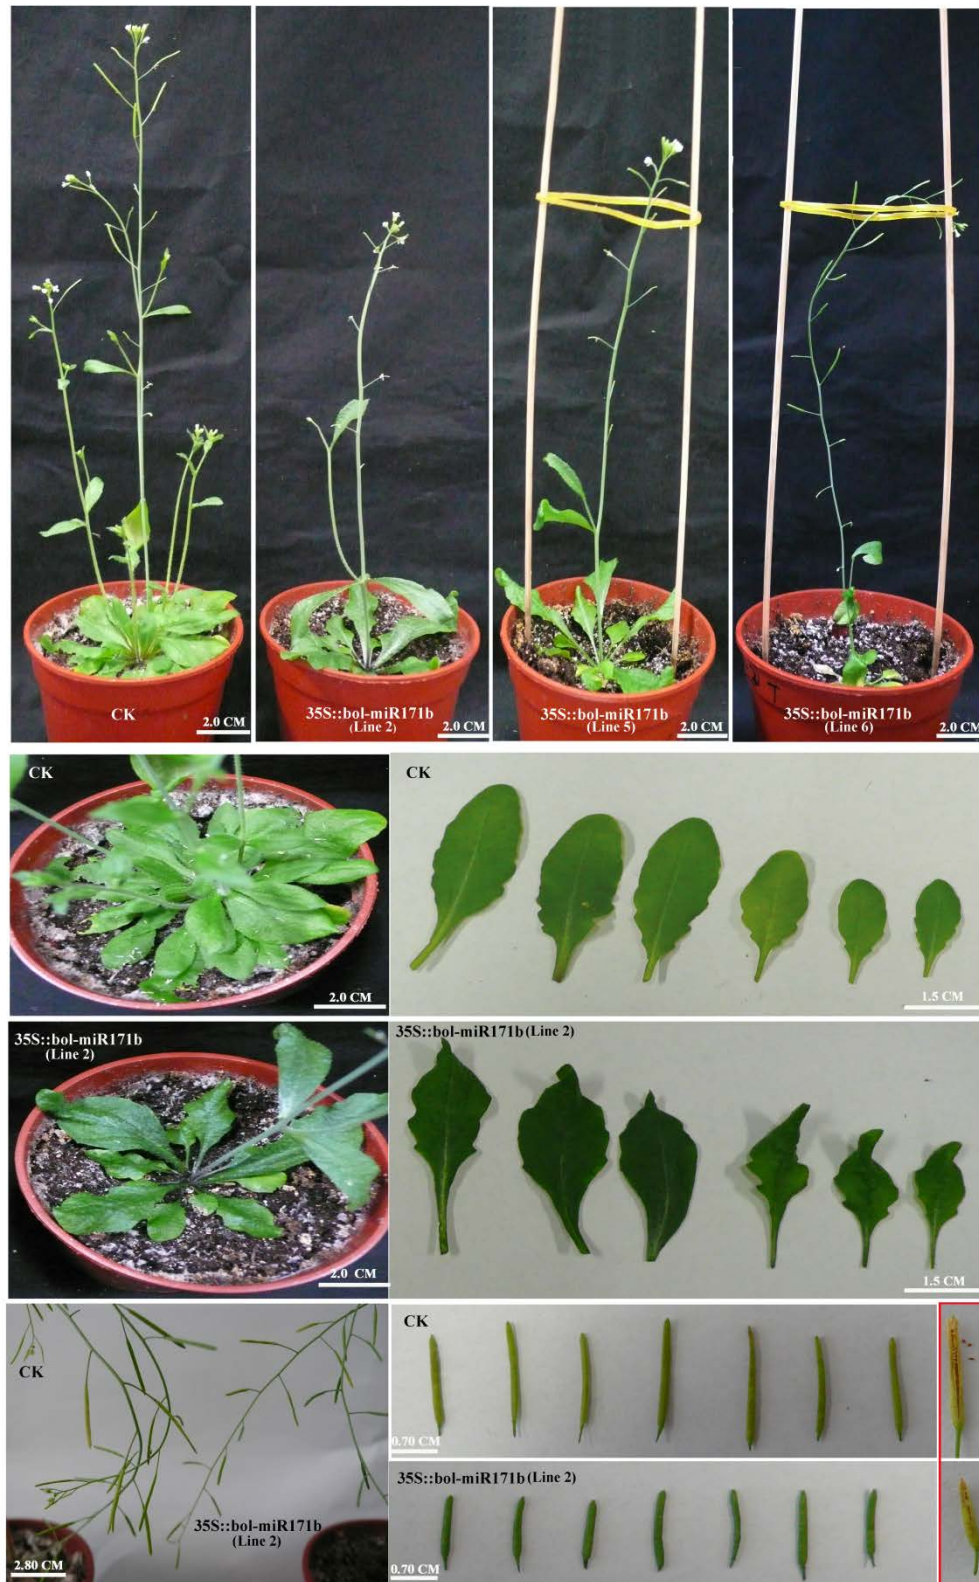 CK
2.0 CM
35S::bol-miR171b
(Line 2)
2.0 CM
35S::bol-miR171b
(Line 5)
2.0 CM
35S::bol-miR171b
(Line 6)
2.0 CM
CK
2.0 CM
CK
1.5 CM
35S::bol-miR171b
(Line 2)
2.0 CM
35S::bol-miR171b (Line 2)
1.5 CM
CK
35S::bol-miR171b
(Line 2)
2.80 CM
CK
0.70 CM
35S::bol-miR171b (Line 2)
0.70 CM